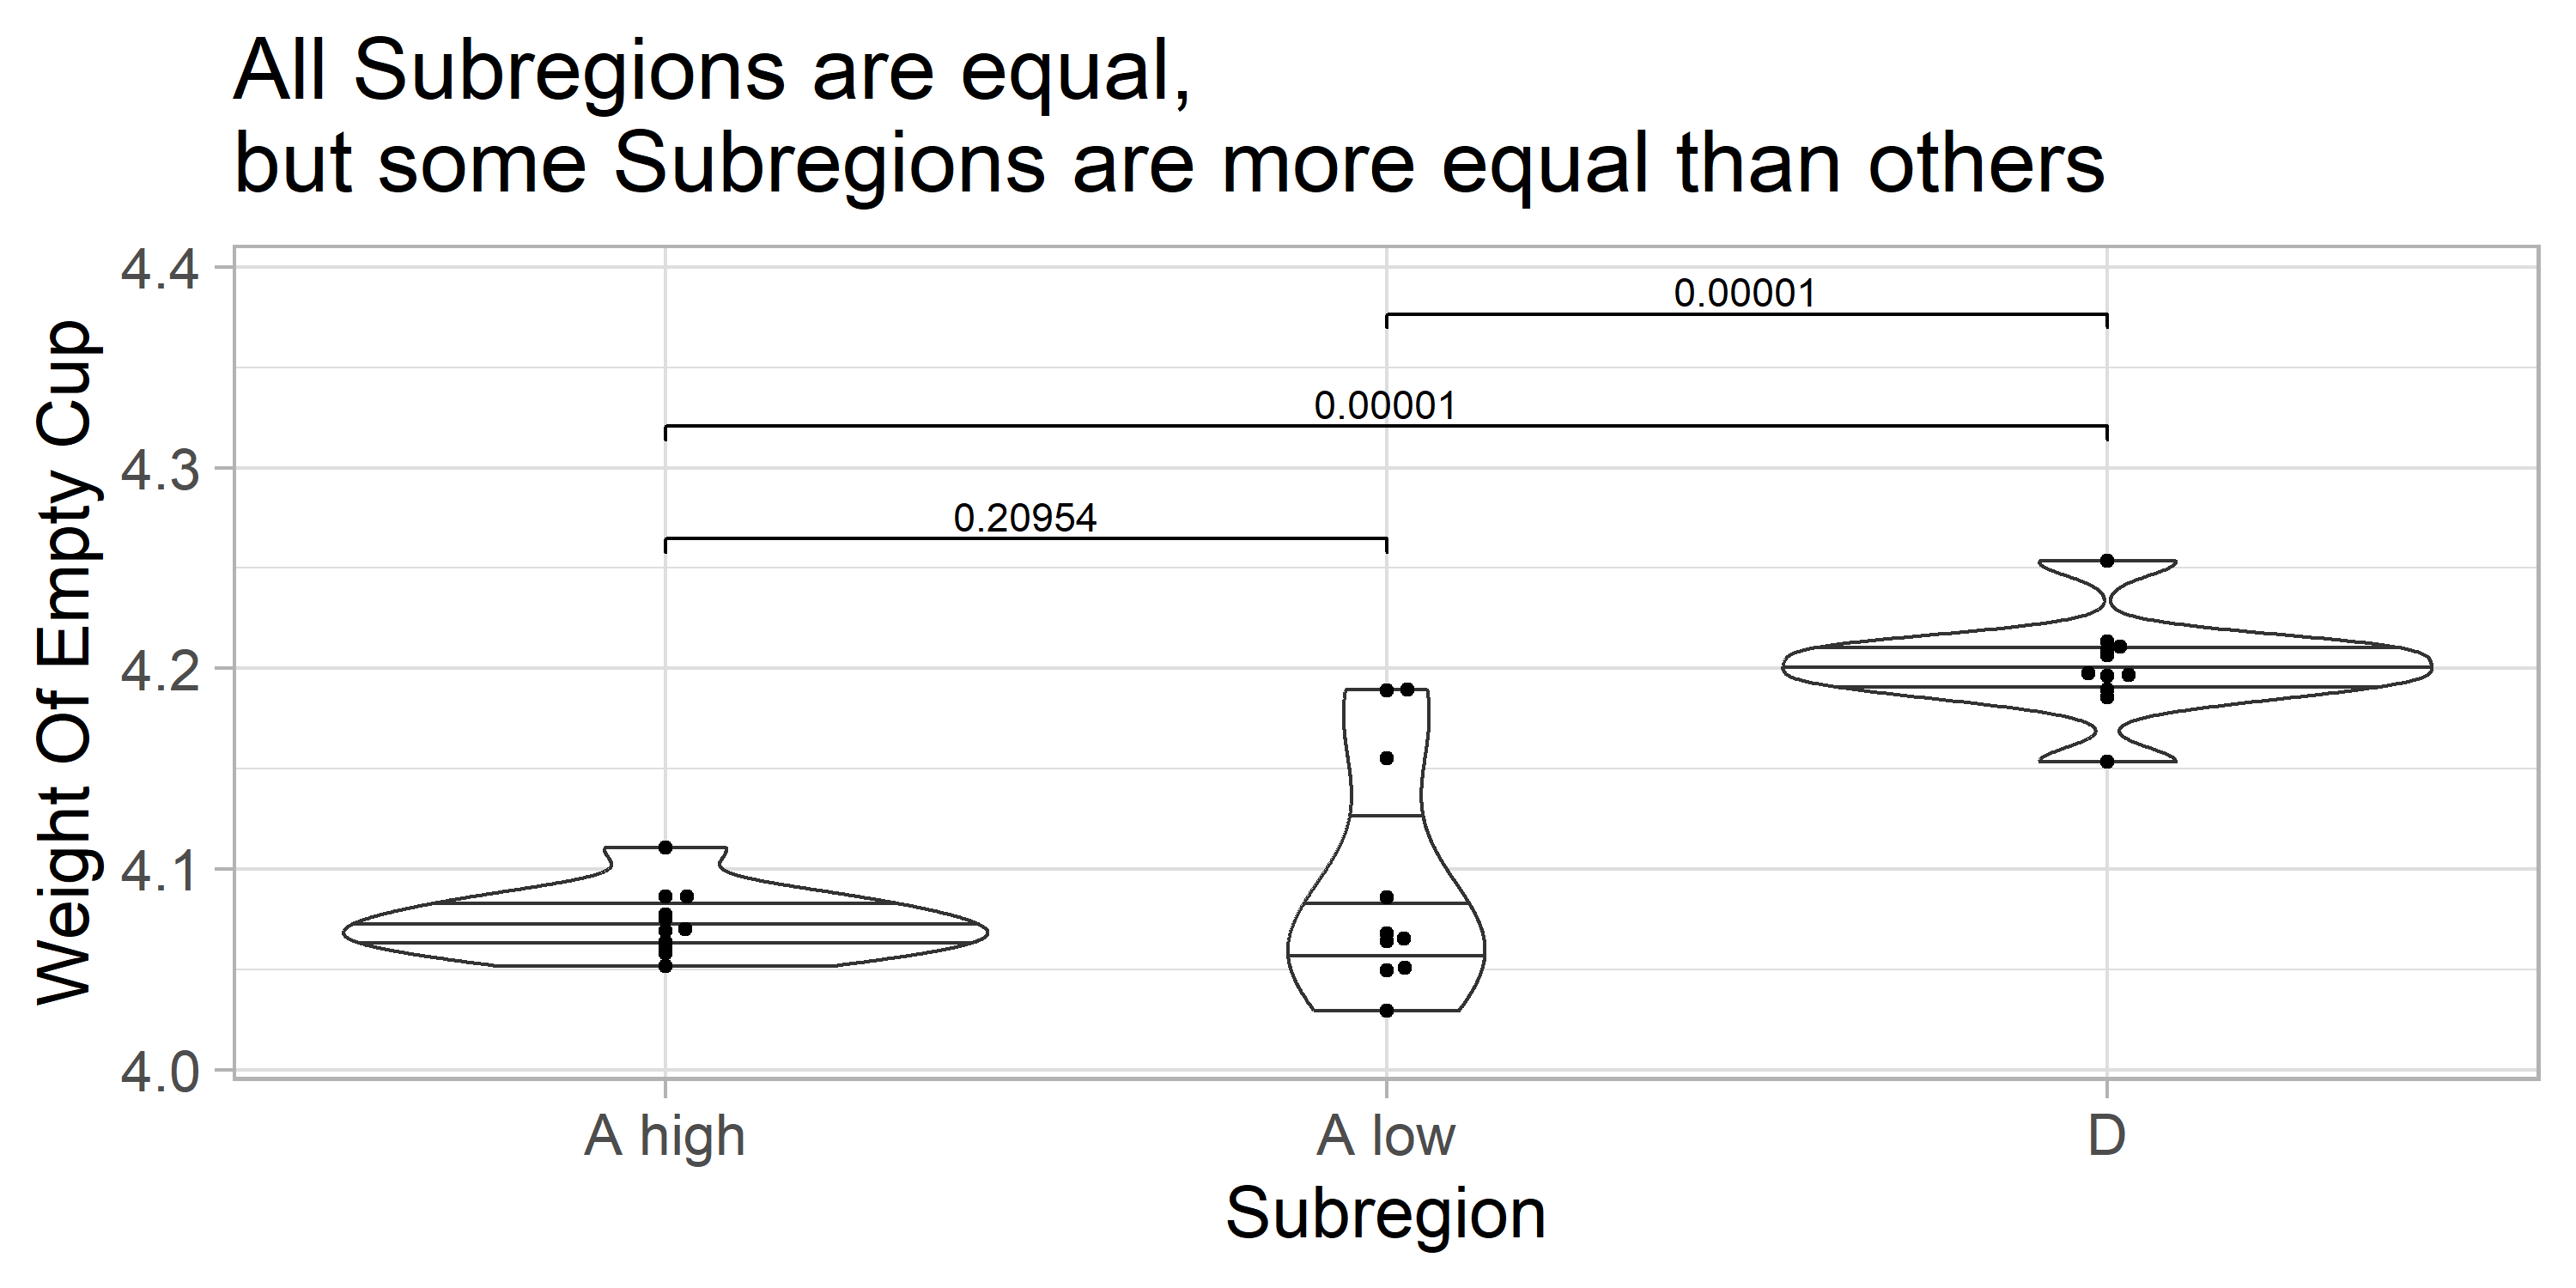 All Subregions are equal,
but some Subregions are more equal than others
Weight Of Empty Cup
4.4
4.3
4.2
4.1
4.0
0.00001
0.00001
0.20954
A high
A low
D
Subregion